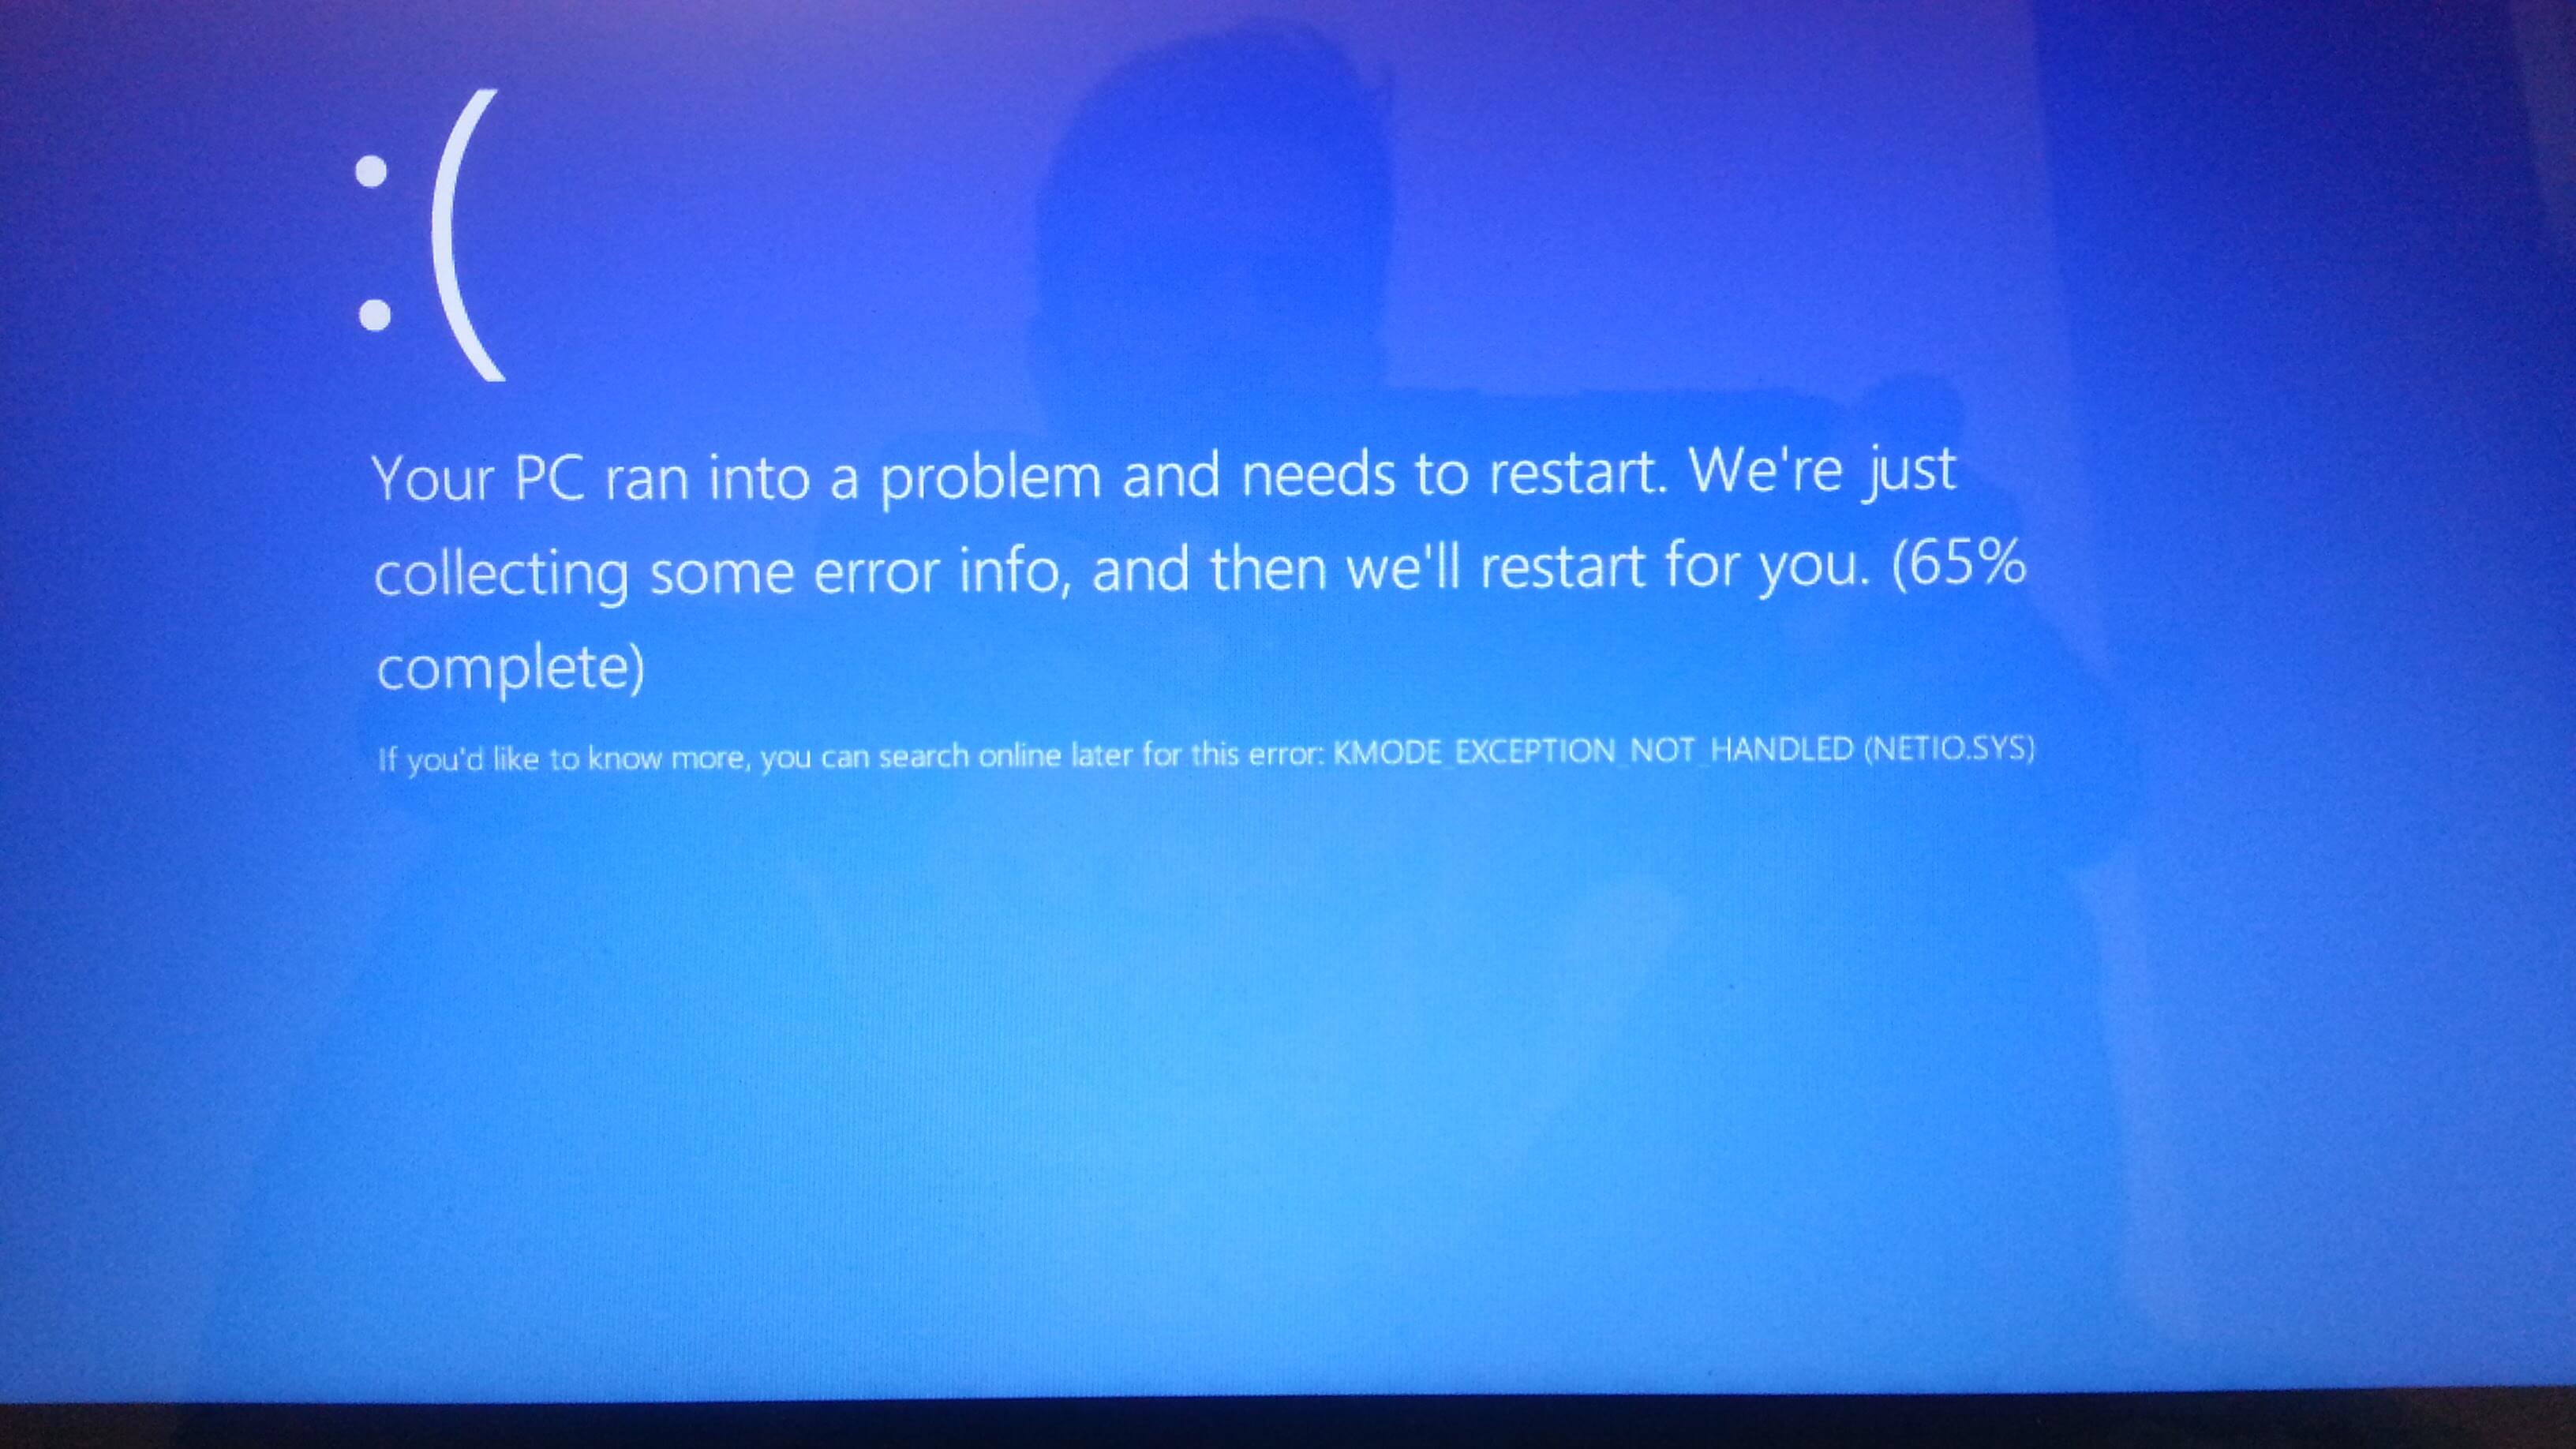 :(
Your PC ran into a problem and needs to restart. We're just
collecting some error info, and then we'll restart for you. (65%
complete)
If you'd like to know more, you can search online later for this error: KMODE_EXCEPTION_NOT_HANDLED (NETIO.SYS)